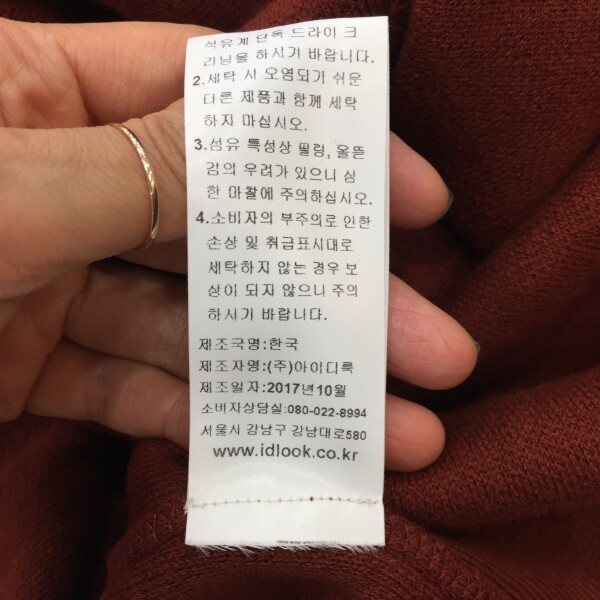 석유계 단독 드라이 크
리닝을 하시기 바랍니다.
2.세탁 시 오염되기 쉬운
다른 제품과 함께 세탁
하지 마십시오.
3.섬유 특성상 필링, 올뜯
김의 우려가 있으니 심
한 마찰에 주의하십시오.
4.소비자의 부주의로 인한
손상 및 취급표시대로
세탁하지 않는 경우 보
상이 되지 않으니 주의
하시기 바랍니다.
제조국명:한국
제조자명:(주)아이디룩
제조일자:2017년10월
소비자상담실:080-022-8994
서울시 강남구 강남대로580
www.idlook.co.kr